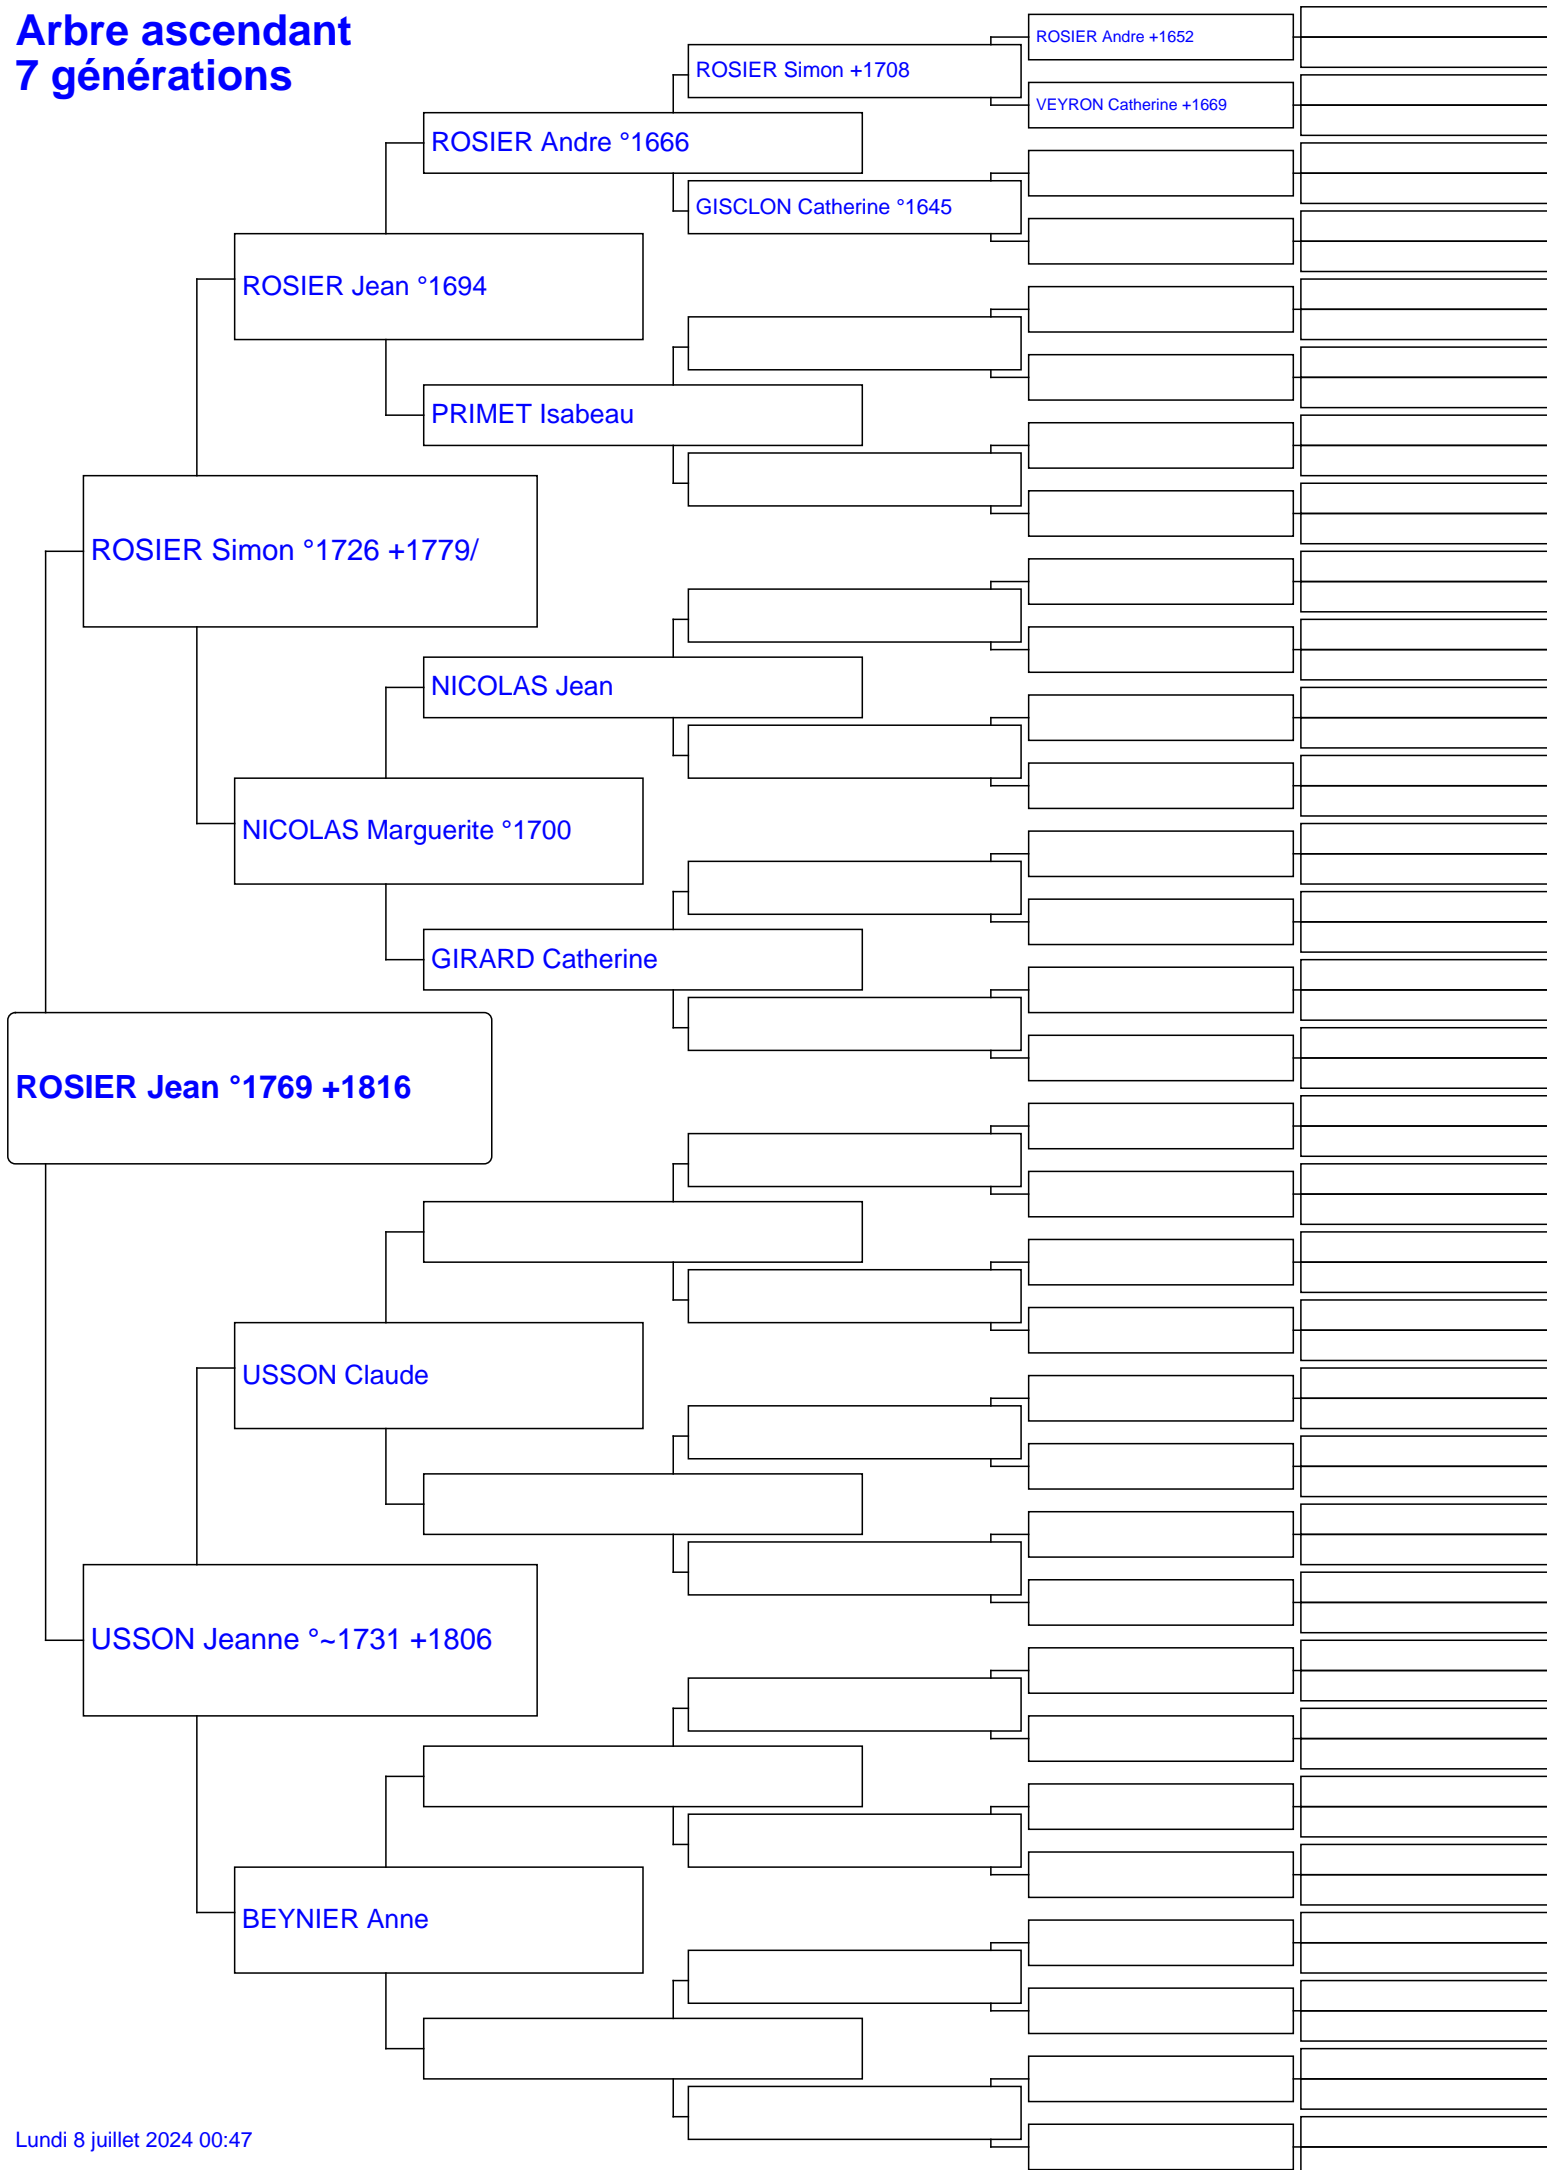 Arbre ascendant
7 générations
ROSIER Andre +1652
ROSIER Simon +1708
VEYRON Catherine +1669
ROSIER Andre °1666
GISCLON Catherine °1645
ROSIER Jean °1694
PRIMET Isabeau
ROSIER Simon °1726 +1779/
NICOLAS Jean
NICOLAS Marguerite °1700
GIRARD Catherine
ROSIER Jean °1769 +1816
USSON Claude
USSON Jeanne °~1731 +1806
BEYNIER Anne
Lundi 8 juillet 2024 00:47